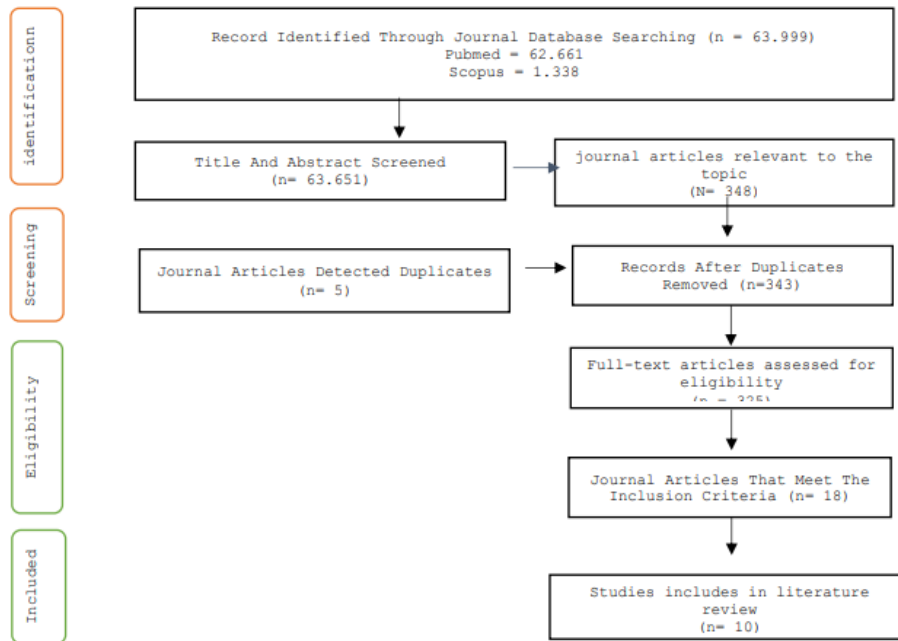 identificationn
Record Identified Through Journal Database Searching (n = 63.999)
Pubmed = 62.661
Scopus = 1.338
Title And Abstract Screened
(n= 63.651)
journal articles relevant to the
topic
(N= 348)
Screening
Journal Articles Detected Duplicates
(n= 5)
Records After Duplicates
Removed (n=343)
Eligibility
Full-text articles assessed for
eligibility
(n = 325)
Journal Articles That Meet The
Inclusion Criteria (n= 18)
Included
Studies includes in literature
review
(n= 10)